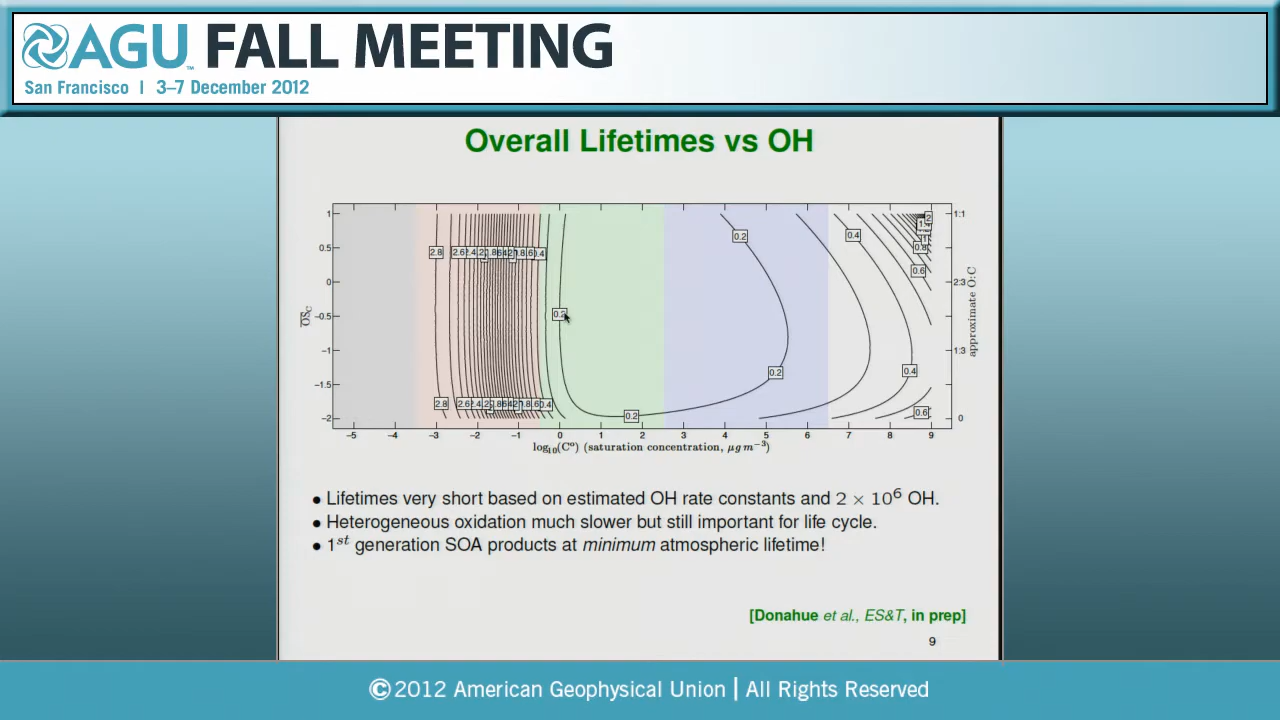 AGU™ FALL MEETING
San Francisco | 3–7 December 2012
Overall Lifetimes vs OH
1
0.5
0
−0.5
−1
−1.5
−2
OSC
1:1
2:3
1:3
0
approximate O:C
2.8
0.2
0.2
0.4
0.6
2.8
0.2
0.2
0.4
0.6
−5 −4 −3 −2 −1 0 1 2 3 4 5 6 7 8 9
log10(C°) (saturation concentration, μg m−3)
• Lifetimes very short based on estimated OH rate constants and 2 × 10⁶ OH.
• Heterogeneous oxidation much slower but still important for life cycle.
• 1st generation SOA products at minimum atmospheric lifetime!
[Donahue et al., ES&T, in prep]
9
©2012 American Geophysical Union | All Rights Reserved